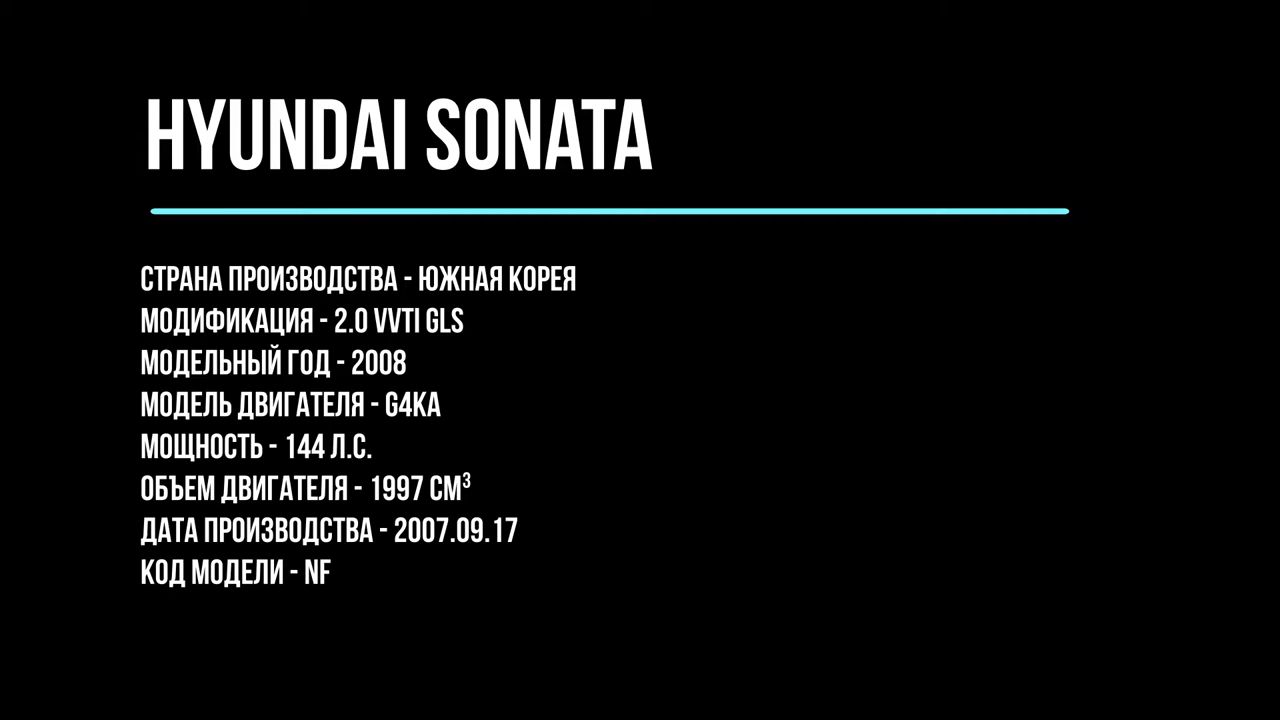 HYUNDAI SONATA
СТРАНА ПРОИЗВОДСТВА - ЮЖНАЯ КОРЕЯ
МОДИФИКАЦИЯ - 2.0 VVTI GLS
МОДЕЛЬНЫЙ ГОД - 2008
МОДЕЛЬ ДВИГАТЕЛЯ - G4KA
МОЩНОСТЬ - 144 Л.С.
ОБЪЕМ ДВИГАТЕЛЯ - 1997 СМ³
ДАТА ПРОИЗВОДСТВА - 2007.09.17
КОД МОДЕЛИ - NF